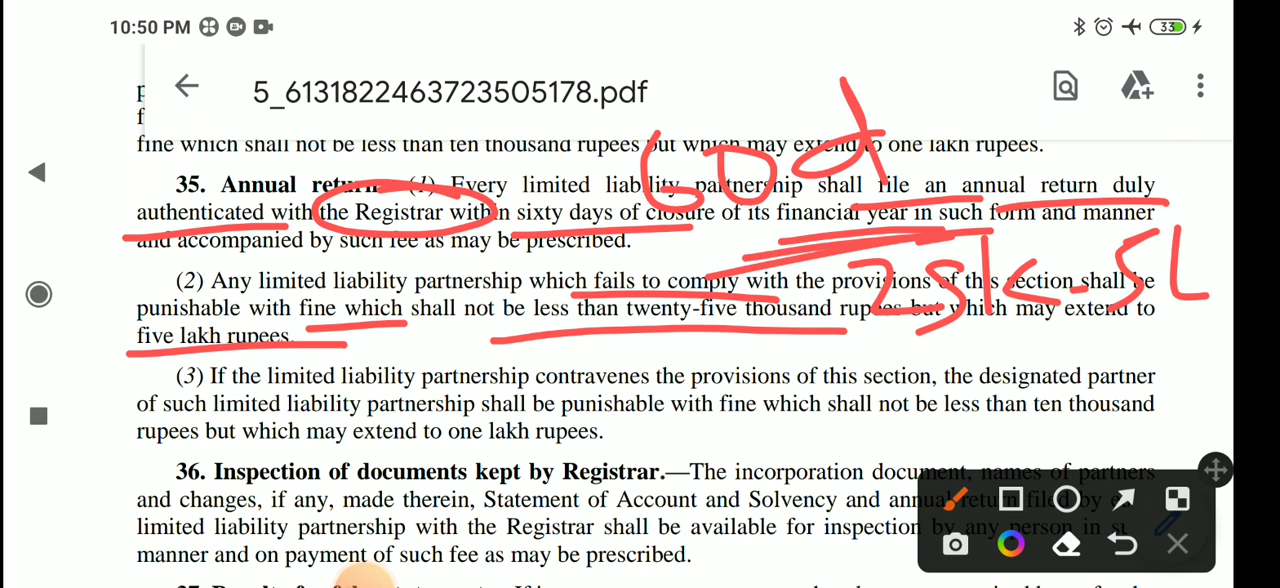 10:50 PM
33
5_6131822463723505178.pdf
fine which shall not be less than ten thousand rupees but which may extend to one lakh rupees.
60d
35. Annual return. (1) Every limited liability partnership shall file an annual return duly
authenticated with the Registrar within sixty days of closure of its financial year in such form and manner
and accompanied by such fee as may be prescribed.
25K-5L
(2) Any limited liability partnership which fails to comply with the provisions of this section shall be
punishable with fine which shall not be less than twenty-five thousand rupees but which may extend to
five lakh rupees.
(3) If the limited liability partnership contravenes the provisions of this section, the designated partner
of such limited liability partnership shall be punishable with fine which shall not be less than ten thousand
rupees but which may extend to one lakh rupees.
36. Inspection of documents kept by Registrar.—The incorporation document, names of partners
and changes, if any, made therein, Statement of Account and Solvency and annual return filed by
limited liability partnership with the Registrar shall be available for inspection by any person in
manner and on payment of such fee as may be prescribed.